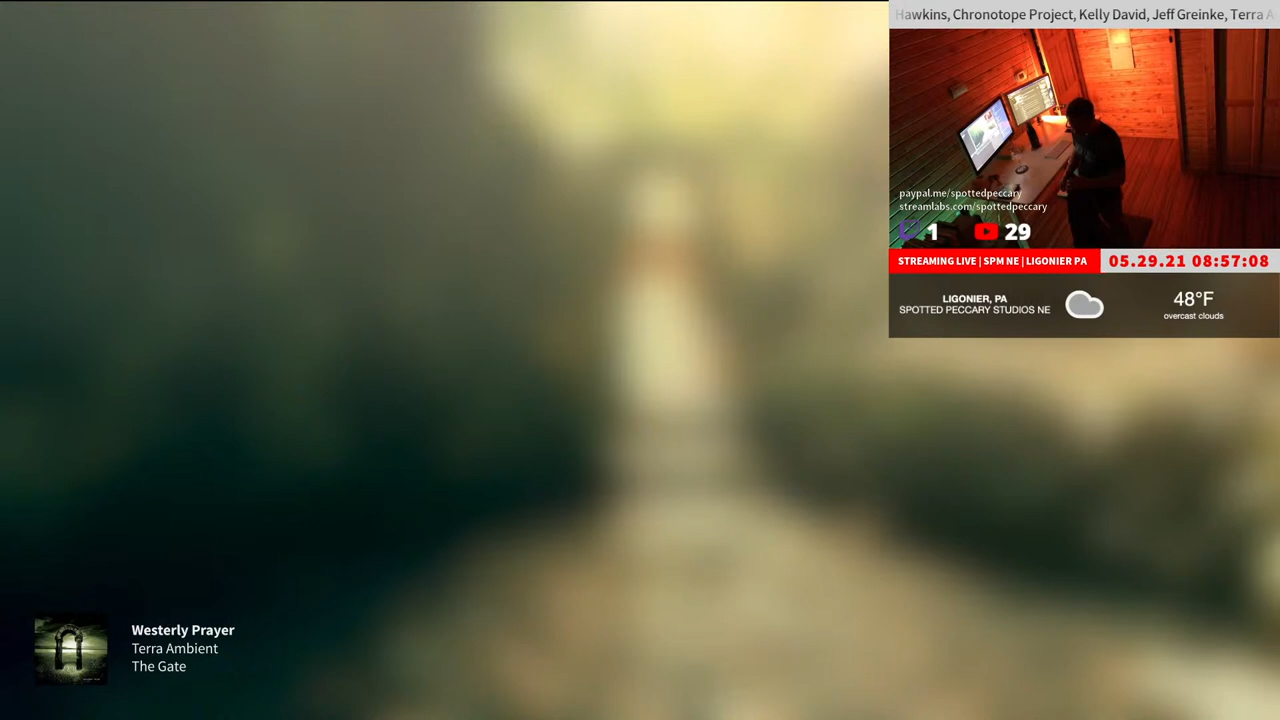 Hawkins, Chronotope Project, Kelly David, Jeff Greinke, Terra
paypal.me/spottedpeccary
streamlabs.com/spottedpeccary
1 29
STREAMING LIVE | SPM NE | LIGONIER PA 05.29.21 08:57:08
LIGONIER, PA
SPOTTED PECCARY STUDIOS NE
48°F
overcast clouds
Westerly Prayer
Terra Ambient
The Gate